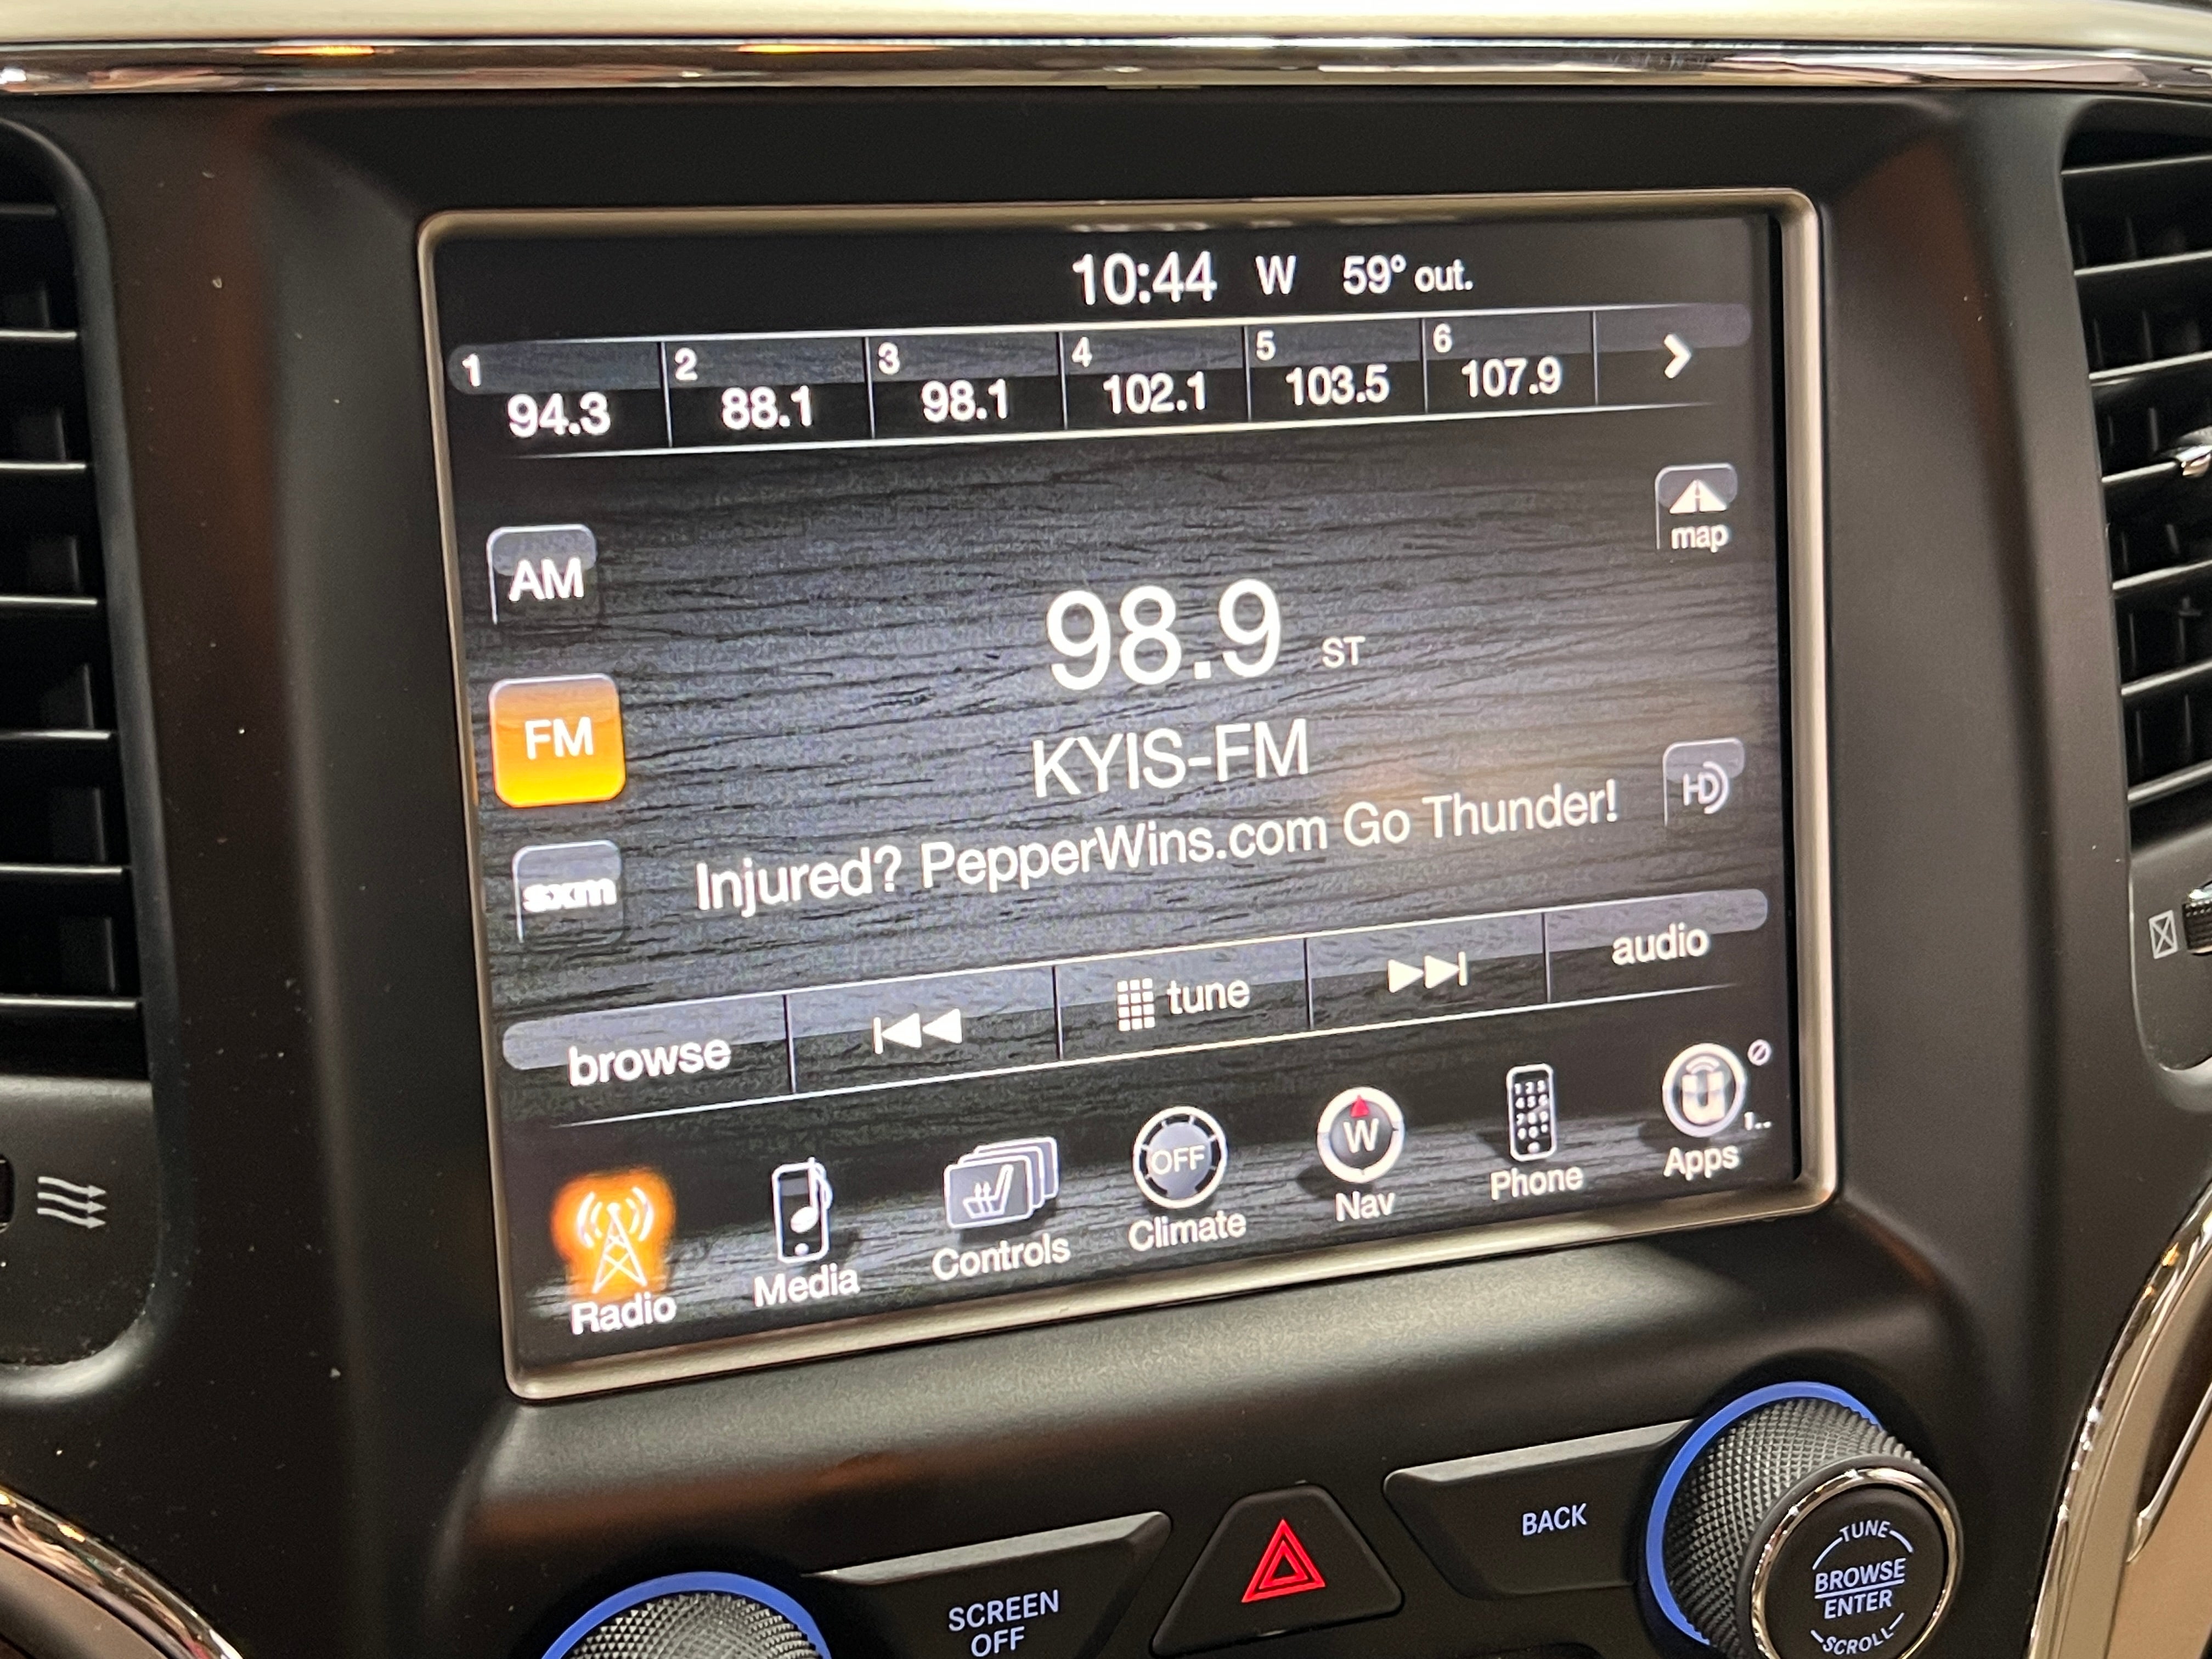 10:44 W 59° out.
1 2 3 4 5 6
94.3 88.1 98.1 102.1 103.5 107.9
map
AM
98.9 ST
FM
KYIS-FM
HD
Injured? PepperWins.com Go Thunder!
sxm
browse tune audio
OFF W
Radio Media Controls Climate Nav Phone Apps
SCREEN
OFF
BACK
TUNE
BROWSE
ENTER
SCROLL